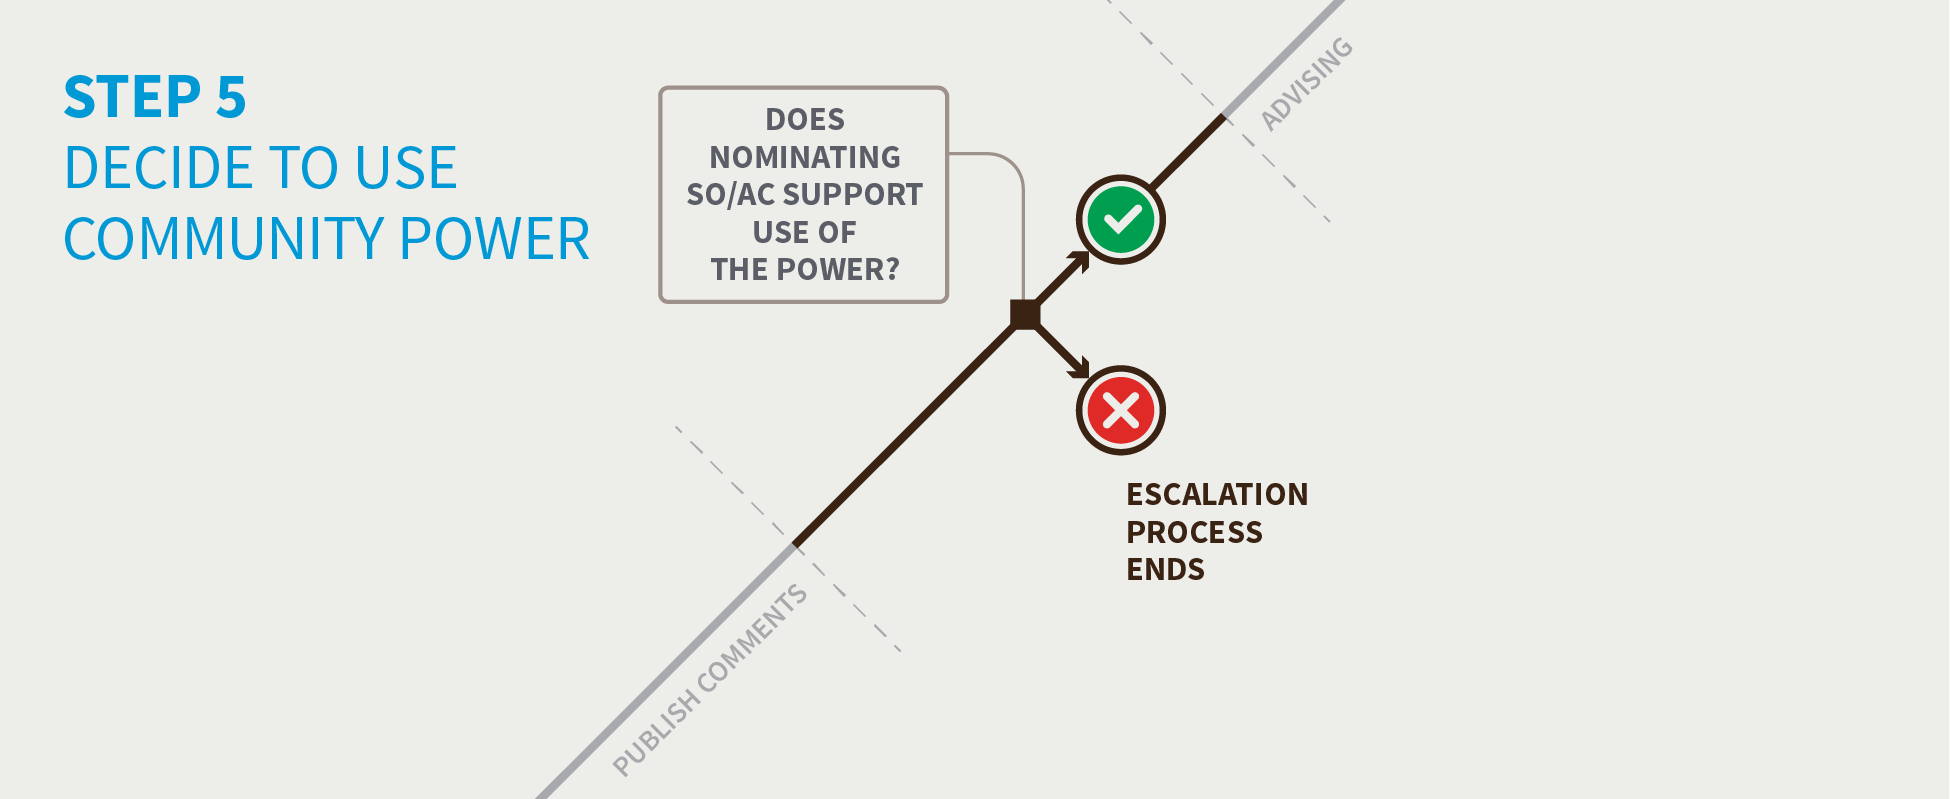 STEP 5
DECIDE TO USE
COMMUNITY POWER
DOES
NOMINATING
SO/AC SUPPORT
USE OF
THE POWER?
ADVISING
ESCALATION
PROCESS
ENDS
PUBLISH COMMENTS